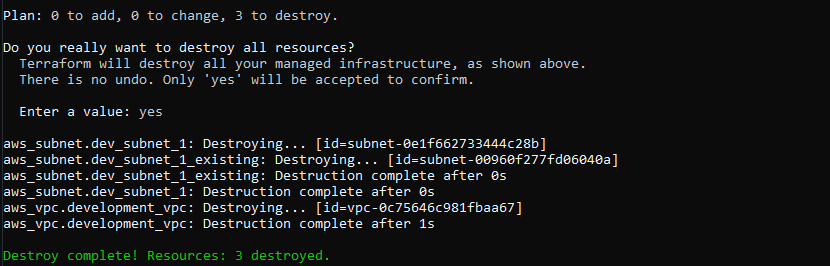 Plan: 0 to add, 0 to change, 3 to destroy.
Do you really want to destroy all resources?
Terraform will destroy all your managed infrastructure, as shown above.
There is no undo. Only 'yes' will be accepted to confirm.
Enter a value: yes
aws_subnet.dev_subnet_1: Destroying... [id=subnet-0e1f662733444c28b]
aws_subnet.dev_subnet_1_existing: Destroying... [id=subnet-00960f277fd06040a]
aws_subnet.dev_subnet_1_existing: Destruction complete after 0s
aws_subnet.dev_subnet_1: Destruction complete after 0s
aws_vpc.development_vpc: Destroying... [id=vpc-0c75646c981fbaa67]
aws_vpc.development_vpc: Destruction complete after 1s
Destroy complete! Resources: 3 destroyed.